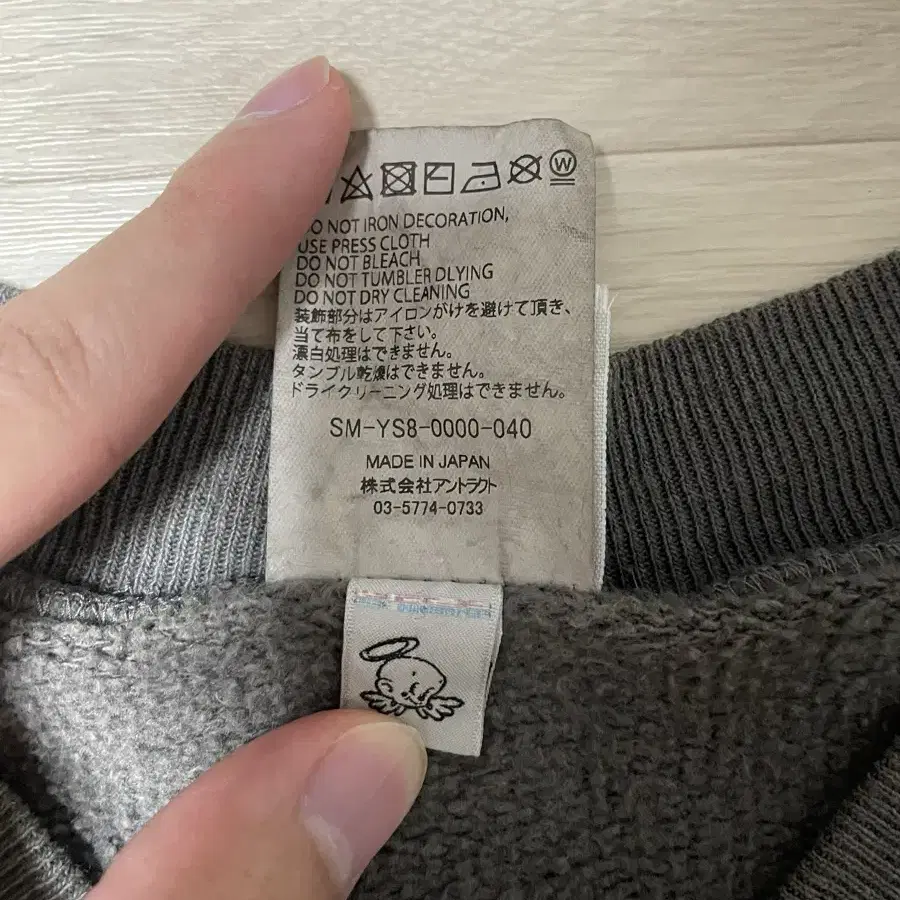 W
DO NOT IRON DECORATION,
USE PRESS CLOTH
DO NOT BLEACH
DO NOT TUMBLER DLYING
DO NOT DRY CLEANING
装飾部分はアイロンがけを避けて頂き、
当て布をして下さい。
漂白処理はできません。
タンブル乾燥はできません。
ドライクリーニング処理はできません。
SM-YS8-0000-040
MADE IN JAPAN
株式会社アントラクト
03-5774-0733